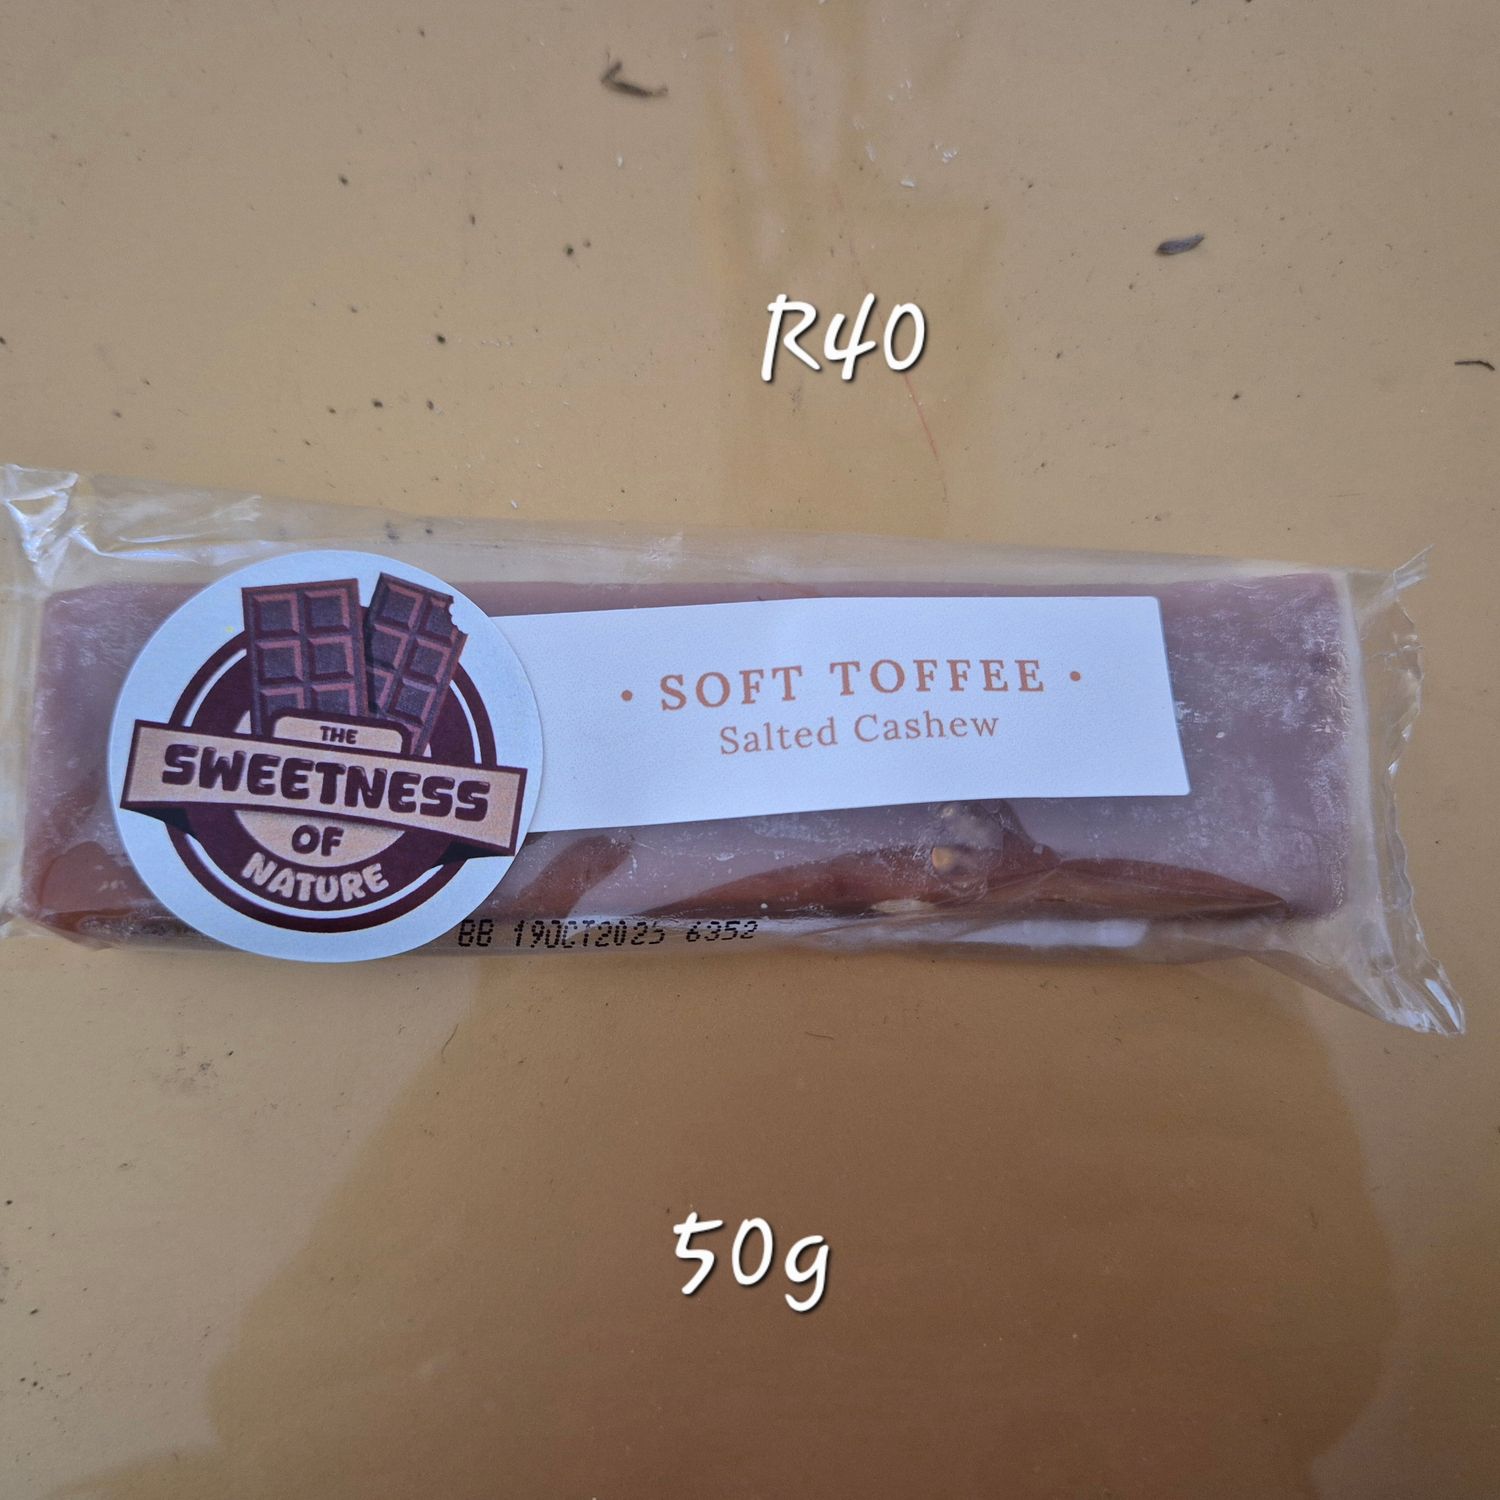 R40
THE
SWEETNESS
OF
NATURE
• SOFT TOFFEE •
Salted Cashew
BB 19OCT2025 6352
50g